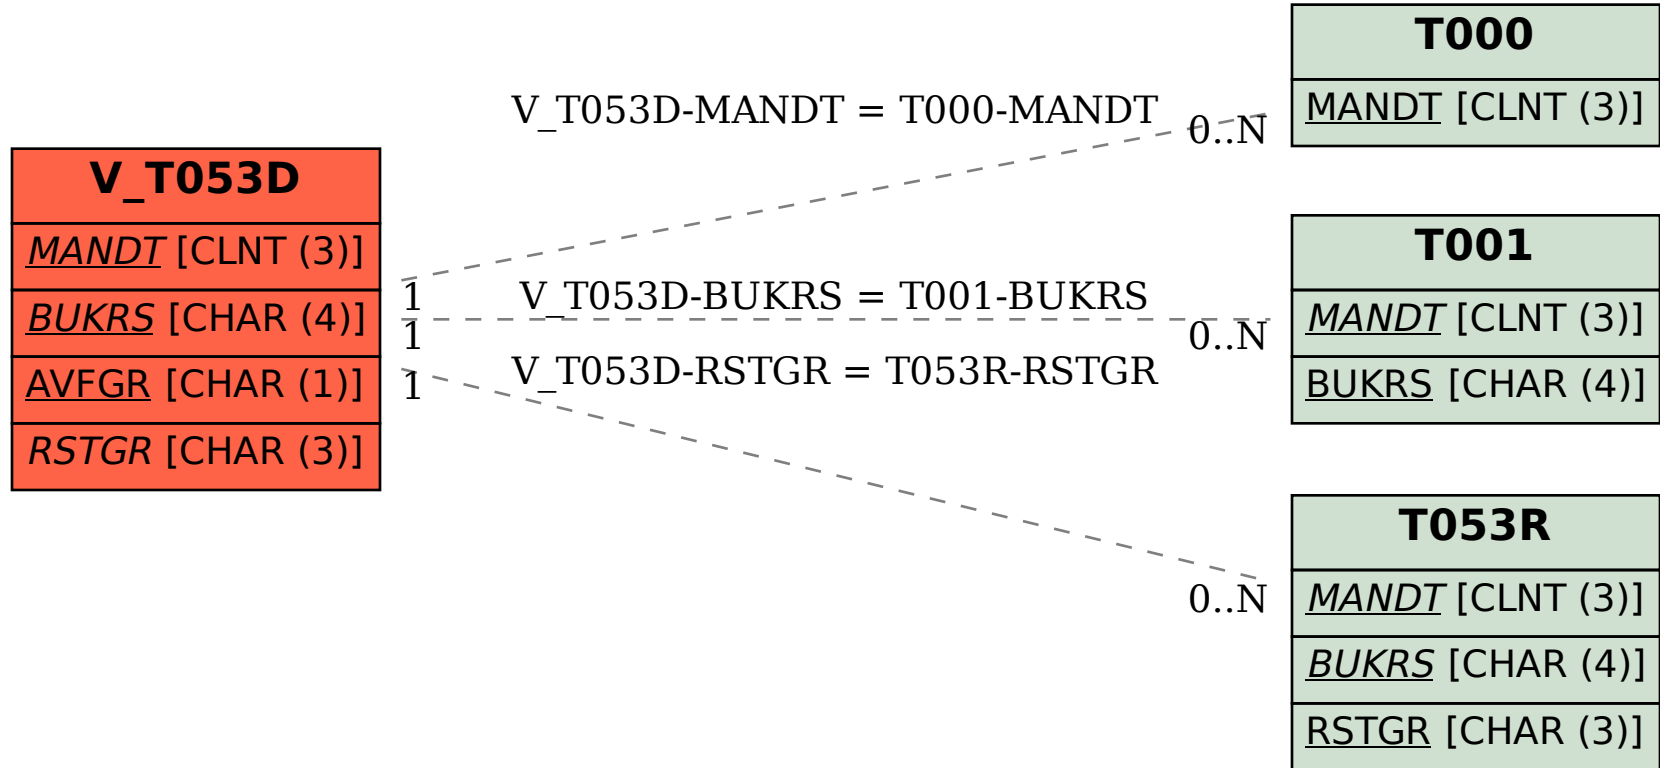 V_T053D
MANDT [CLNT (3)]
BUKRS [CHAR (4)]
AVFGR [CHAR (1)]
RSTGR [CHAR (3)]
V_T053D-MANDT = T000-MANDT
0..N
1
V_T053D-BUKRS = T001-BUKRS
1
0..N
V_T053D-RSTGR = T053R-RSTGR
1
0..N
T000
MANDT [CLNT (3)]
T001
MANDT [CLNT (3)]
BUKRS [CHAR (4)]
T053R
MANDT [CLNT (3)]
BUKRS [CHAR (4)]
RSTGR [CHAR (3)]